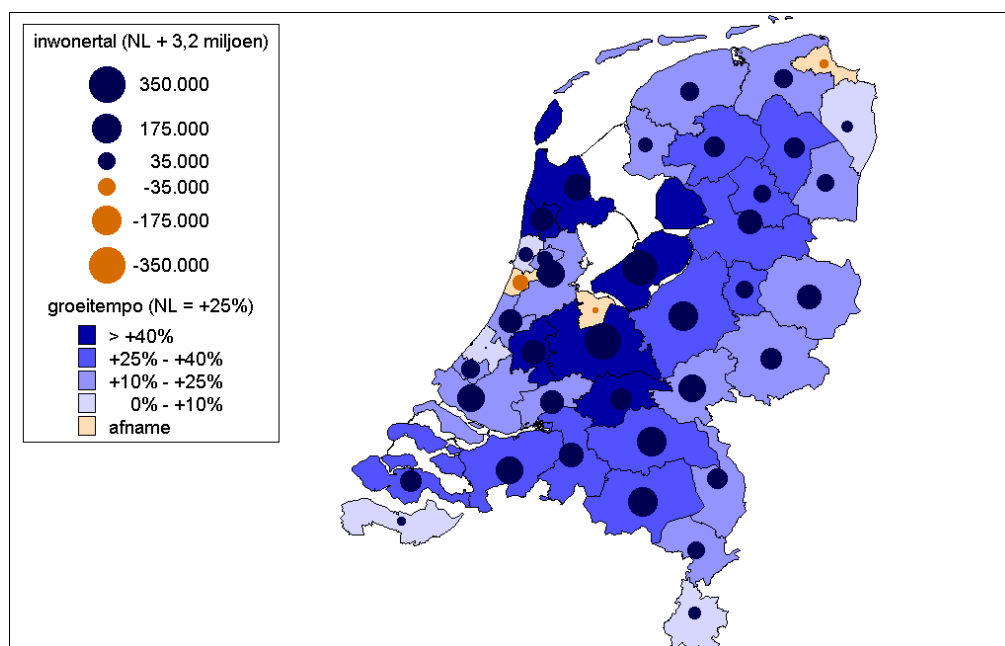 inwonertal (NL + 3,2 miljoen)
350.000
175.000
35.000
-35.000
-175.000
-350.000
groeitempo (NL = +25%)
> +40%
+25% - +40%
+10% - +25%
0% - +10%
afname